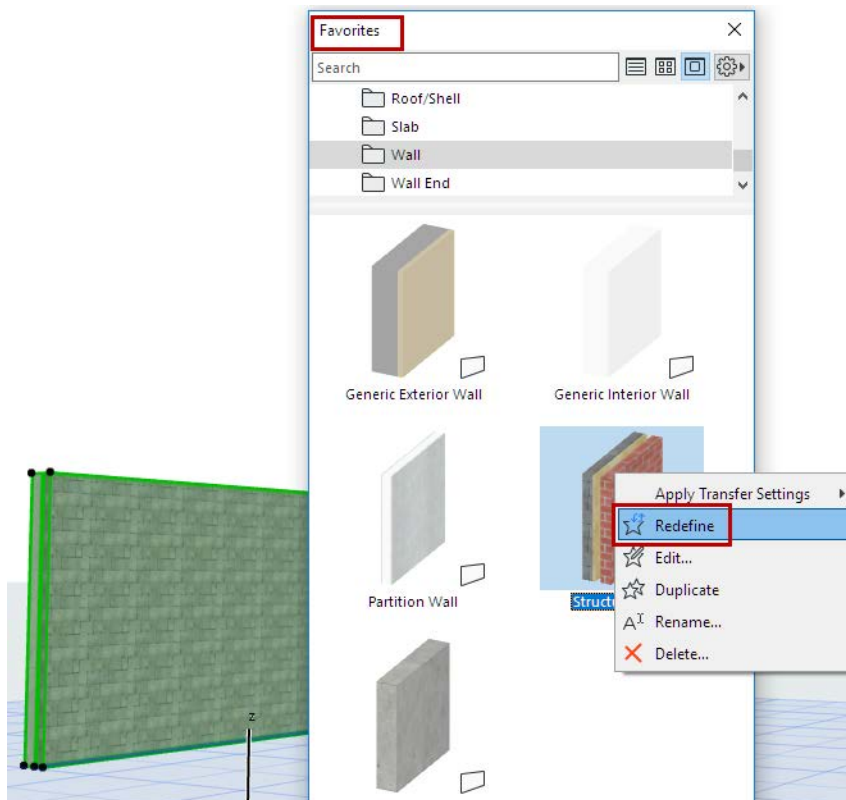 Favorites
Search
Roof/Shell
Slab
Wall
Wall End
Generic Exterior Wall
Generic Interior Wall
Partition Wall
Apply Transfer Settings
Redefine
Edit...
Duplicate
Rename...
Delete...
z